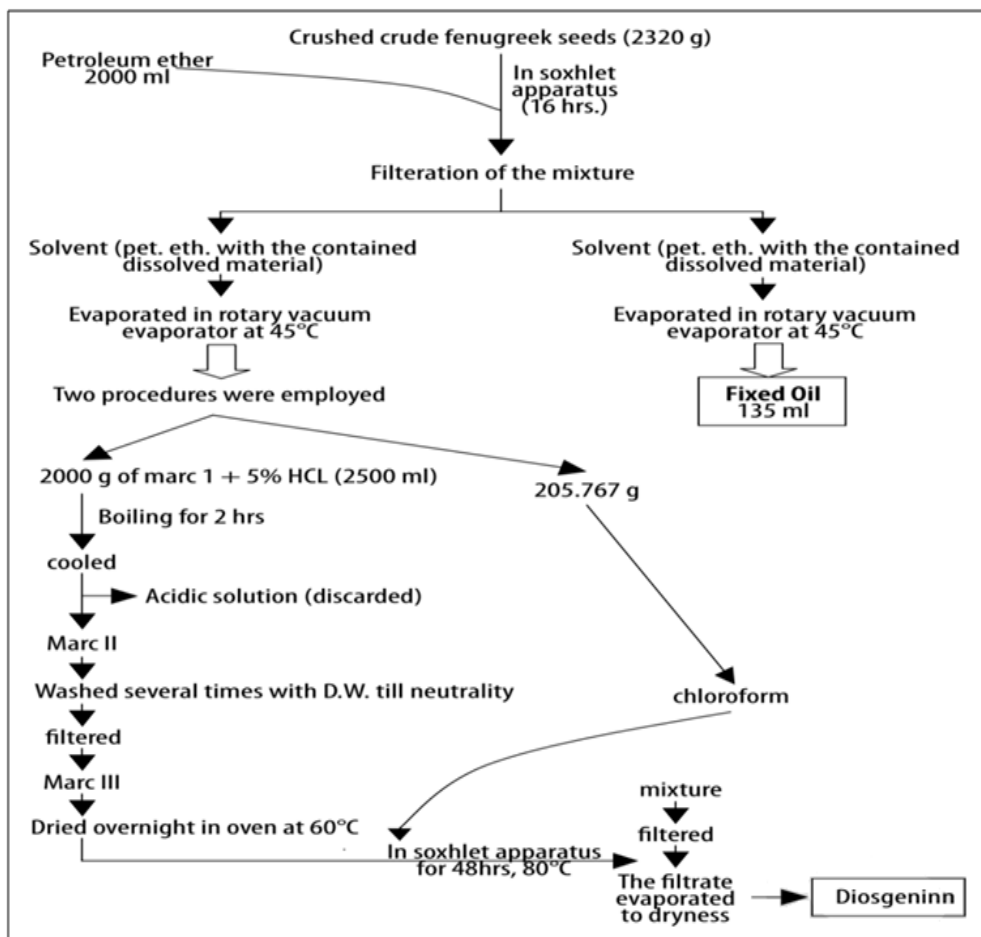 Crushed crude fenugreek seeds (2320 g)
Petroleum ether
2000 ml
In soxhlet
apparatus
(16 hrs.)
Filteration of the mixture
Solvent (pet. eth. with the contained
dissolved material)
Evaporated in rotary vacuum
evaporator at 45°C
Two procedures were employed
Solvent (pet. eth. with the contained
dissolved material)
Evaporated in rotary vacuum
evaporator at 45°C
Fixed Oil
135 ml
2000 g of marc 1 + 5% HCL (2500 ml)
205.767 g
Boiling for 2 hrs
cooled
Acidic solution (discarded)
Marc II
Washed several times with D.W. till neutrality
chloroform
filtered
Marc III
Dried overnight in oven at 60°C
In soxhlet apparatus
for 48hrs, 80°C
mixture
filtered
The filtrate
evaporated
to dryness
Diosgeninn